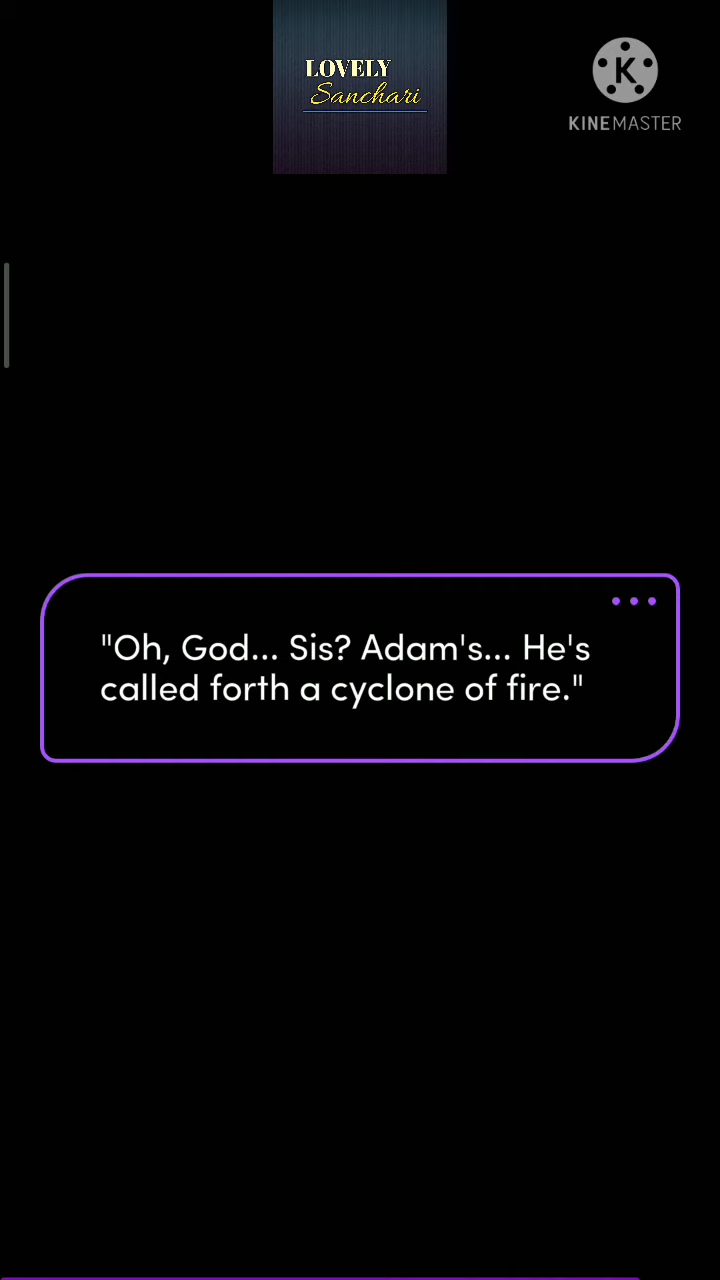 LOVELY
Sanchari
K
KINEMASTER
"Oh, God... Sis? Adam's... He's
called forth a cyclone of fire."